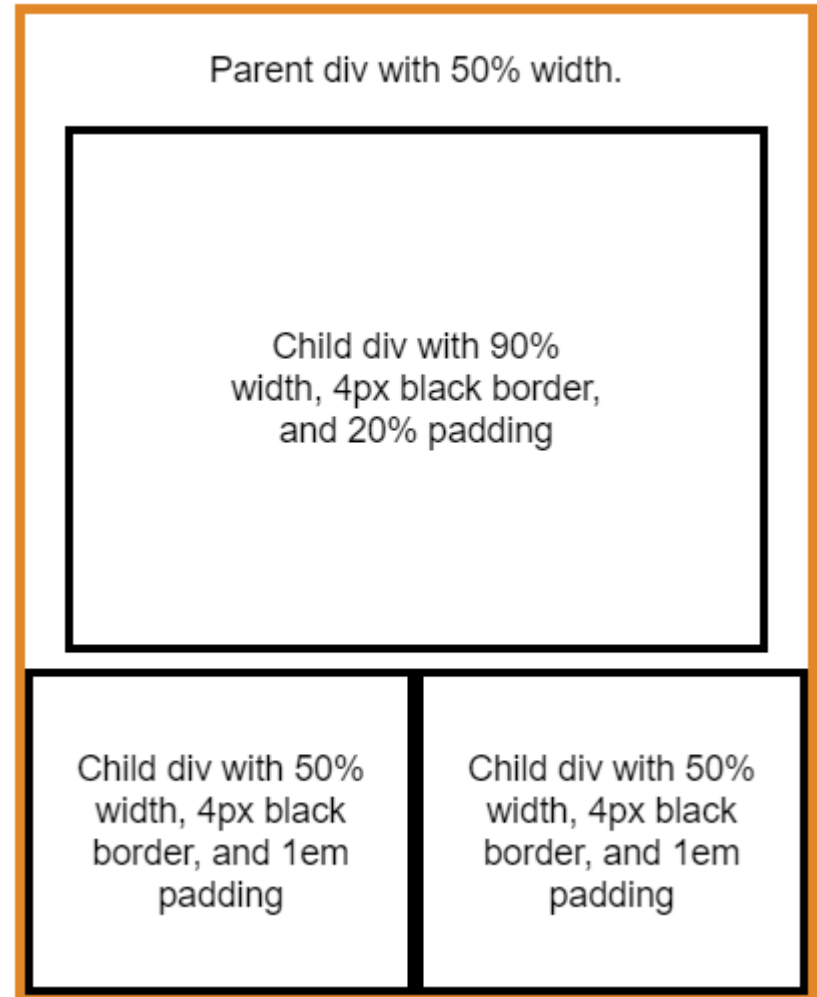 Parent div with 50% width.
Child div with 90%
width, 4px black border,
and 20% padding
Child div with 50%
width, 4px black
border, and 1em
padding
Child div with 50%
width, 4px black
border, and 1em
padding